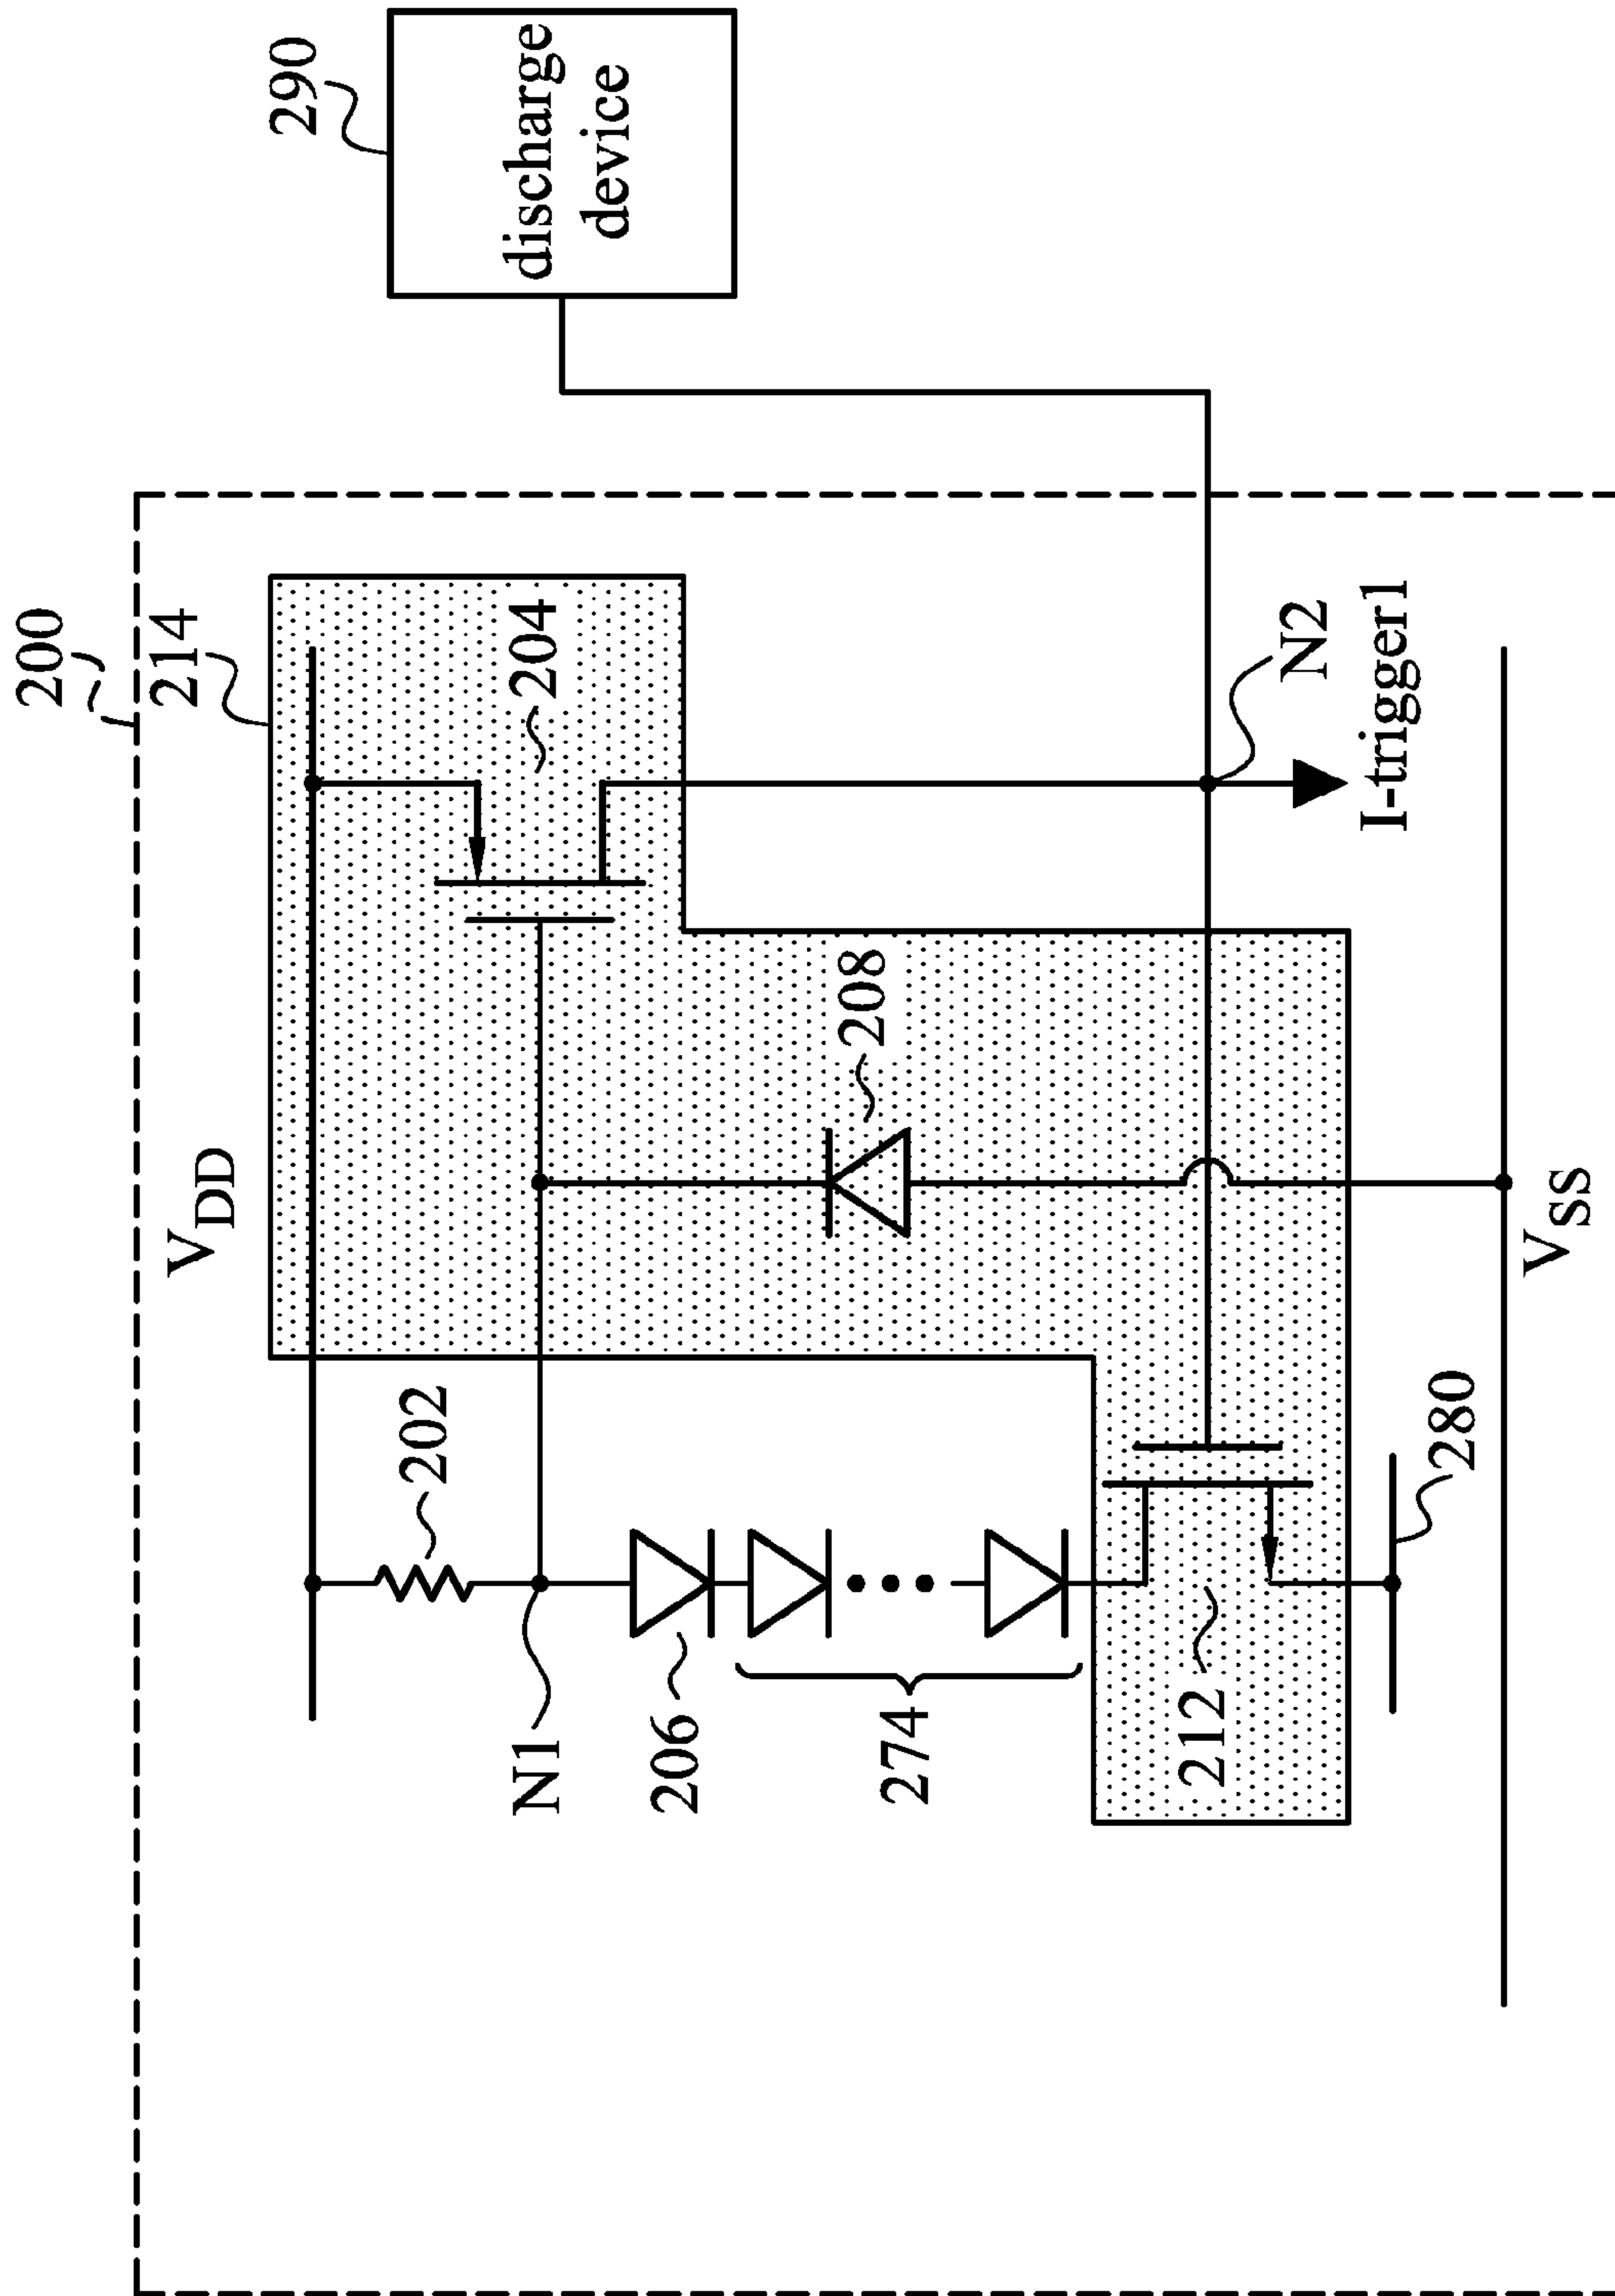 200
214
V_DD
290
discharge
device
202
N1
204
206
208
274
212
N2
I-trigger1
280
V_SS